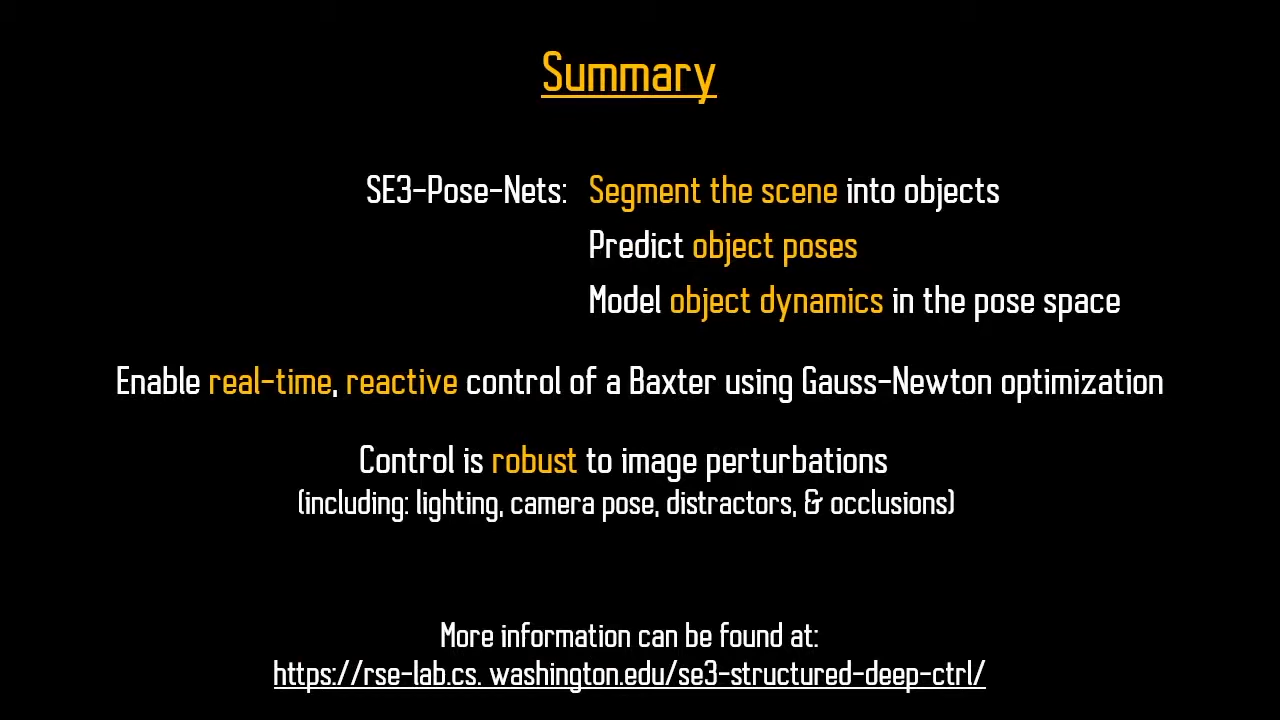 Summary
SE3-Pose-Nets: Segment the scene into objects
Predict object poses
Model object dynamics in the pose space
Enable real-time, reactive control of a Baxter using Gauss-Newton optimization
Control is robust to image perturbations
(including: lighting, camera pose, distractors, & occlusions)
More information can be found at:
https://rse-lab.cs. washington.edu/se3-structured-deep-ctrl/